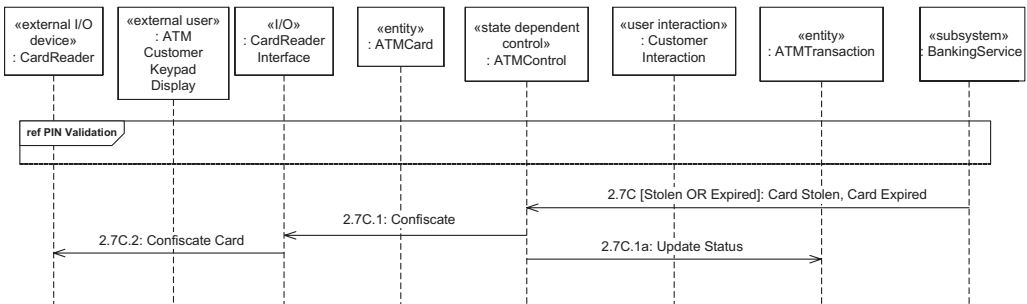 «external I/O
device»
: CardReader
«external user»
: ATM
Customer
Keypad
Display
«I/O»
: CardReader
Interface
«entity»
: ATMCard
«state dependent
control»
: ATMControl
«user interaction»
: Customer
Interaction
«entity»
: ATMTransaction
«subsystem»
: BankingService
ref PIN Validation
2.7C [Stolen OR Expired]: Card Stolen, Card Expired
2.7C.1: Confiscate
2.7C.2: Confiscate Card
2.7C.1a: Update Status